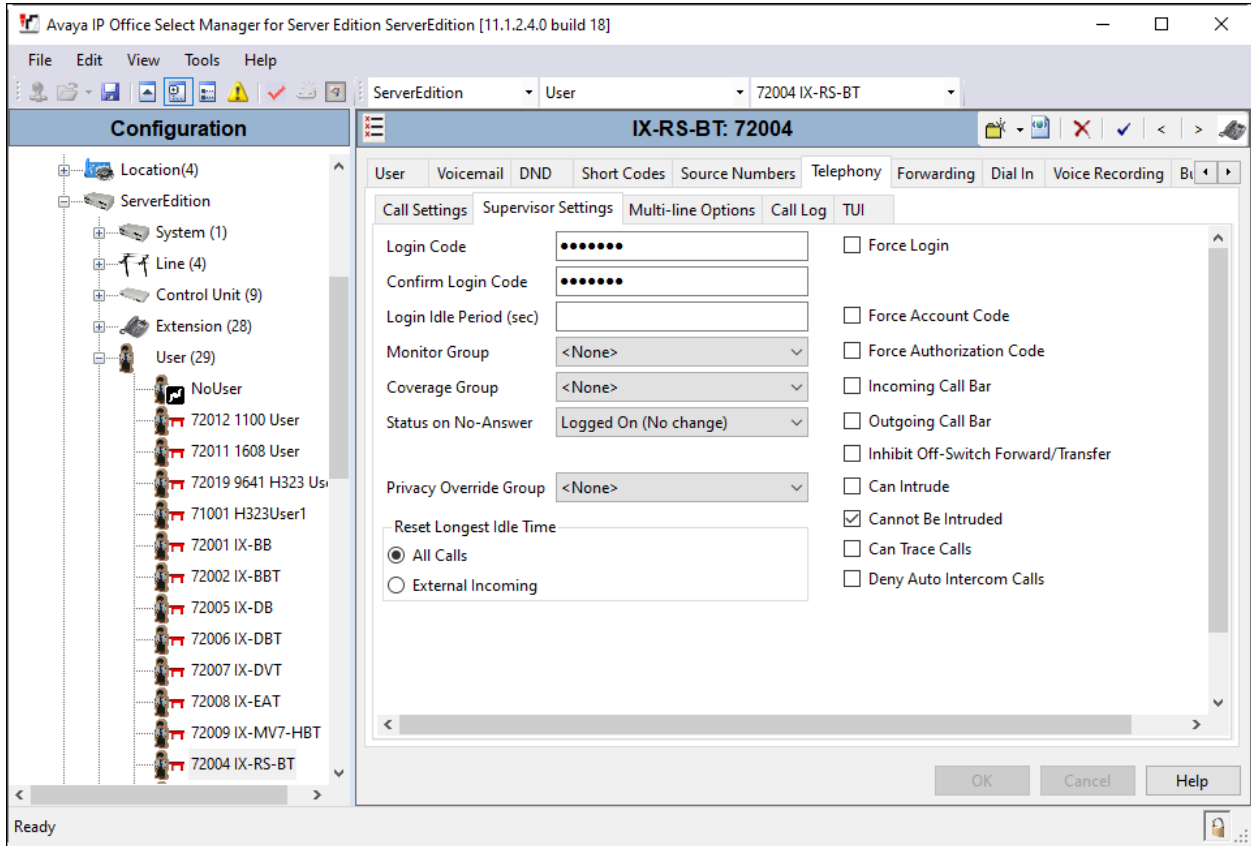 Avaya IP Office Select Manager for Server Edition ServerEdition [11.1.2.4.0 build 18]
File Edit View Tools Help
ServerEdition User 72004 IX-RS-BT
Configuration
Location(4)
ServerEdition
System (1)
Line (4)
Control Unit (9)
Extension (28)
User (29)
NoUser
72012 1100 User
72011 1608 User
72019 9641 H323 Us
71001 H323User1
72001 IX-BB
72002 IX-BBT
72005 IX-DB
72006 IX-DBT
72007 IX-DVT
72008 IX-EAT
72009 IX-MV7-HBT
72004 IX-RS-BT
IX-RS-BT: 72004
User Voicemail DND Short Codes Source Numbers Telephony Forwarding Dial In Voice Recording
Call Settings Supervisor Settings Multi-line Options Call Log TUI
Login Code ●●●●●●●
Confirm Login Code ●●●●●●●
Login Idle Period (sec)
Monitor Group <None>
Coverage Group <None>
Status on No-Answer Logged On (No change)
Privacy Override Group <None>
Reset Longest Idle Time
All Calls
External Incoming
Force Login
Force Account Code
Force Authorization Code
Incoming Call Bar
Outgoing Call Bar
Inhibit Off-Switch Forward/Transfer
Can Intrude
Cannot Be Intruded
Can Trace Calls
Deny Auto Intercom Calls
OK Cancel Help
Ready